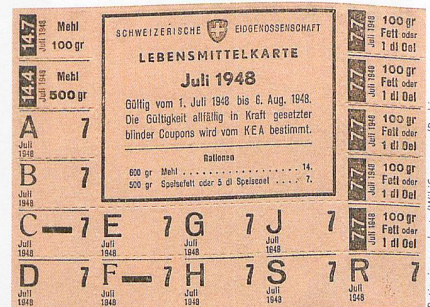 14.7 Juli 1948 Mehl 100 gr
14.4 Juli 1948 Mehl 500 gr
A 7
Juli
1948
B 7
Juli
1948
SCHWEIZERISCHE EIDGENOSSENSCHAFT
LEBENSMITTELKARTE
Juli 1948
Gültig vom 1. Juli 1948 bis 6. Aug. 1948.
Die Gültigkeit allfällig in Kraft gesetzter
blinder Coupons wird vom KEA bestimmt.
Rationen
600 gr Mehl . . . . . . . . . . . . . . 14.
500 gr Speisefett oder 5 dl Speiseoel . . . . 7.
7.7 Juli 1948 100 gr
Fett oder
1 dl Oel
7.7 Juli 1948 100 gr
Fett oder
1 dl Oel
7.7 Juli 1948 100 gr
Fett oder
1 dl Oel
7.7 Juli 1948 100 gr
Fett oder
1 dl Oel
7.7 Juli 1948 100 gr
Fett oder
1 dl Oel
C — 7 E 7 G 7 J 7
Juli Juli Juli Juli
1948 1948 1948 1948
D 7 F — 7 H 7 S 7 R 7
Juli Juli Juli Juli Juli
1948 1948 1948 1948 1948